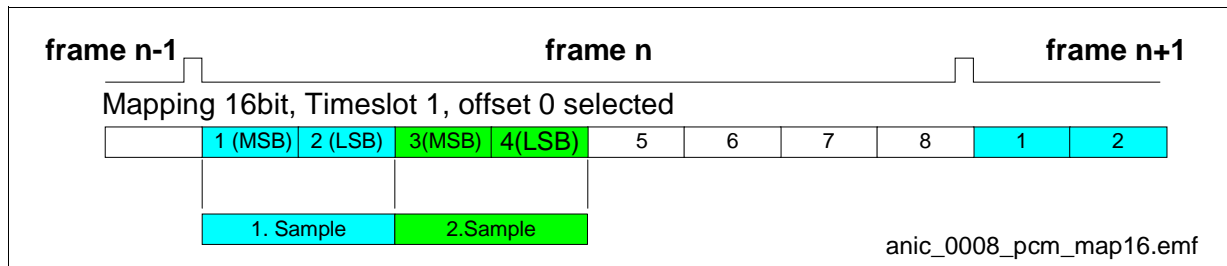 frame n-1 frame n frame n+1
Mapping 16bit, Timeslot 1, offset 0 selected
1 (MSB) 2 (LSB) 3(MSB) 4(LSB) 5 6 7 8 1 2
1. Sample 2.Sample
anic_0008_pcm_map16.emf